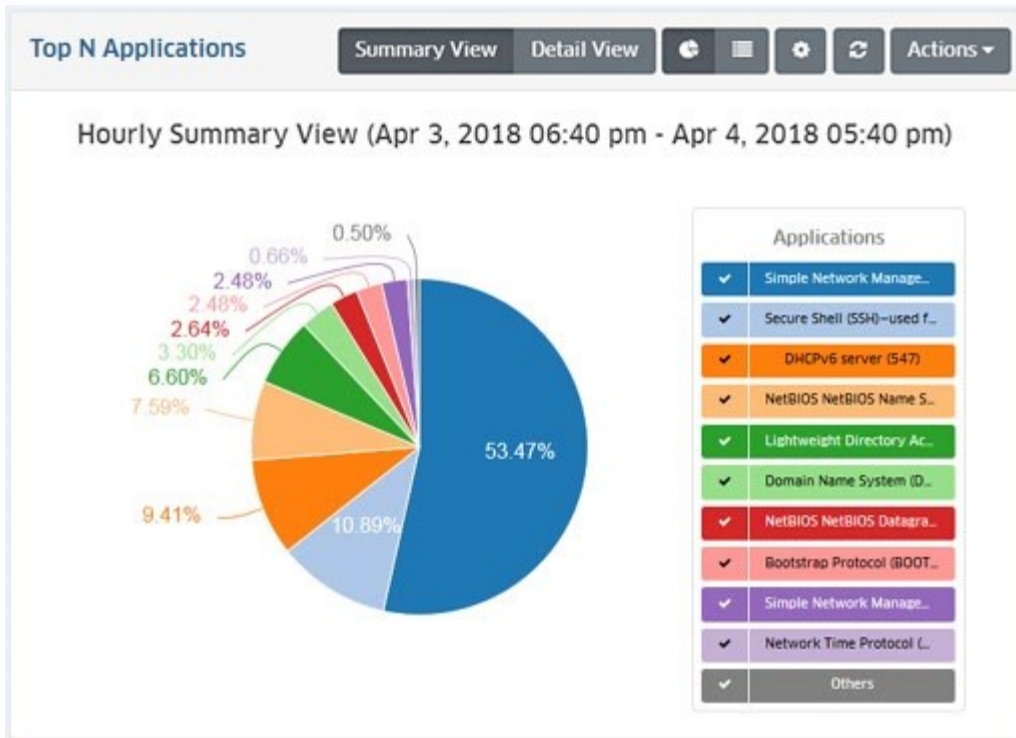 Top N Applications
Summary View
Detail View
Actions
Hourly Summary View (Apr 3, 2018 06:40 pm - Apr 4, 2018 05:40 pm)
0.50%
0.66%
2.48%
2.48%
2.64%
3.30%
6.60%
7.59%
9.41%
10.89%
53.47%
Applications
Simple Network Manage...
Secure Shell (SSH)-used f...
DHCPv6 server (547)
NetBIOS NetBIOS Name S...
Lightweight Directory Ac...
Domain Name System (D...
NetBIOS NetBIOS Datagra...
Bootstrap Protocol (BOOT...
Simple Network Manage...
Network Time Protocol (...
Others